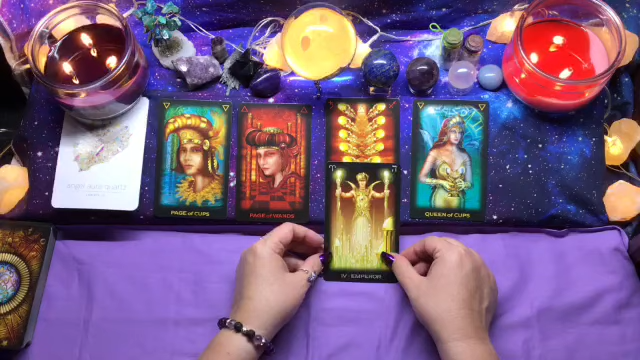 PAGE of CUPS
PAGE of WANDS
QUEEN of CUPS
IV · EMPEROR